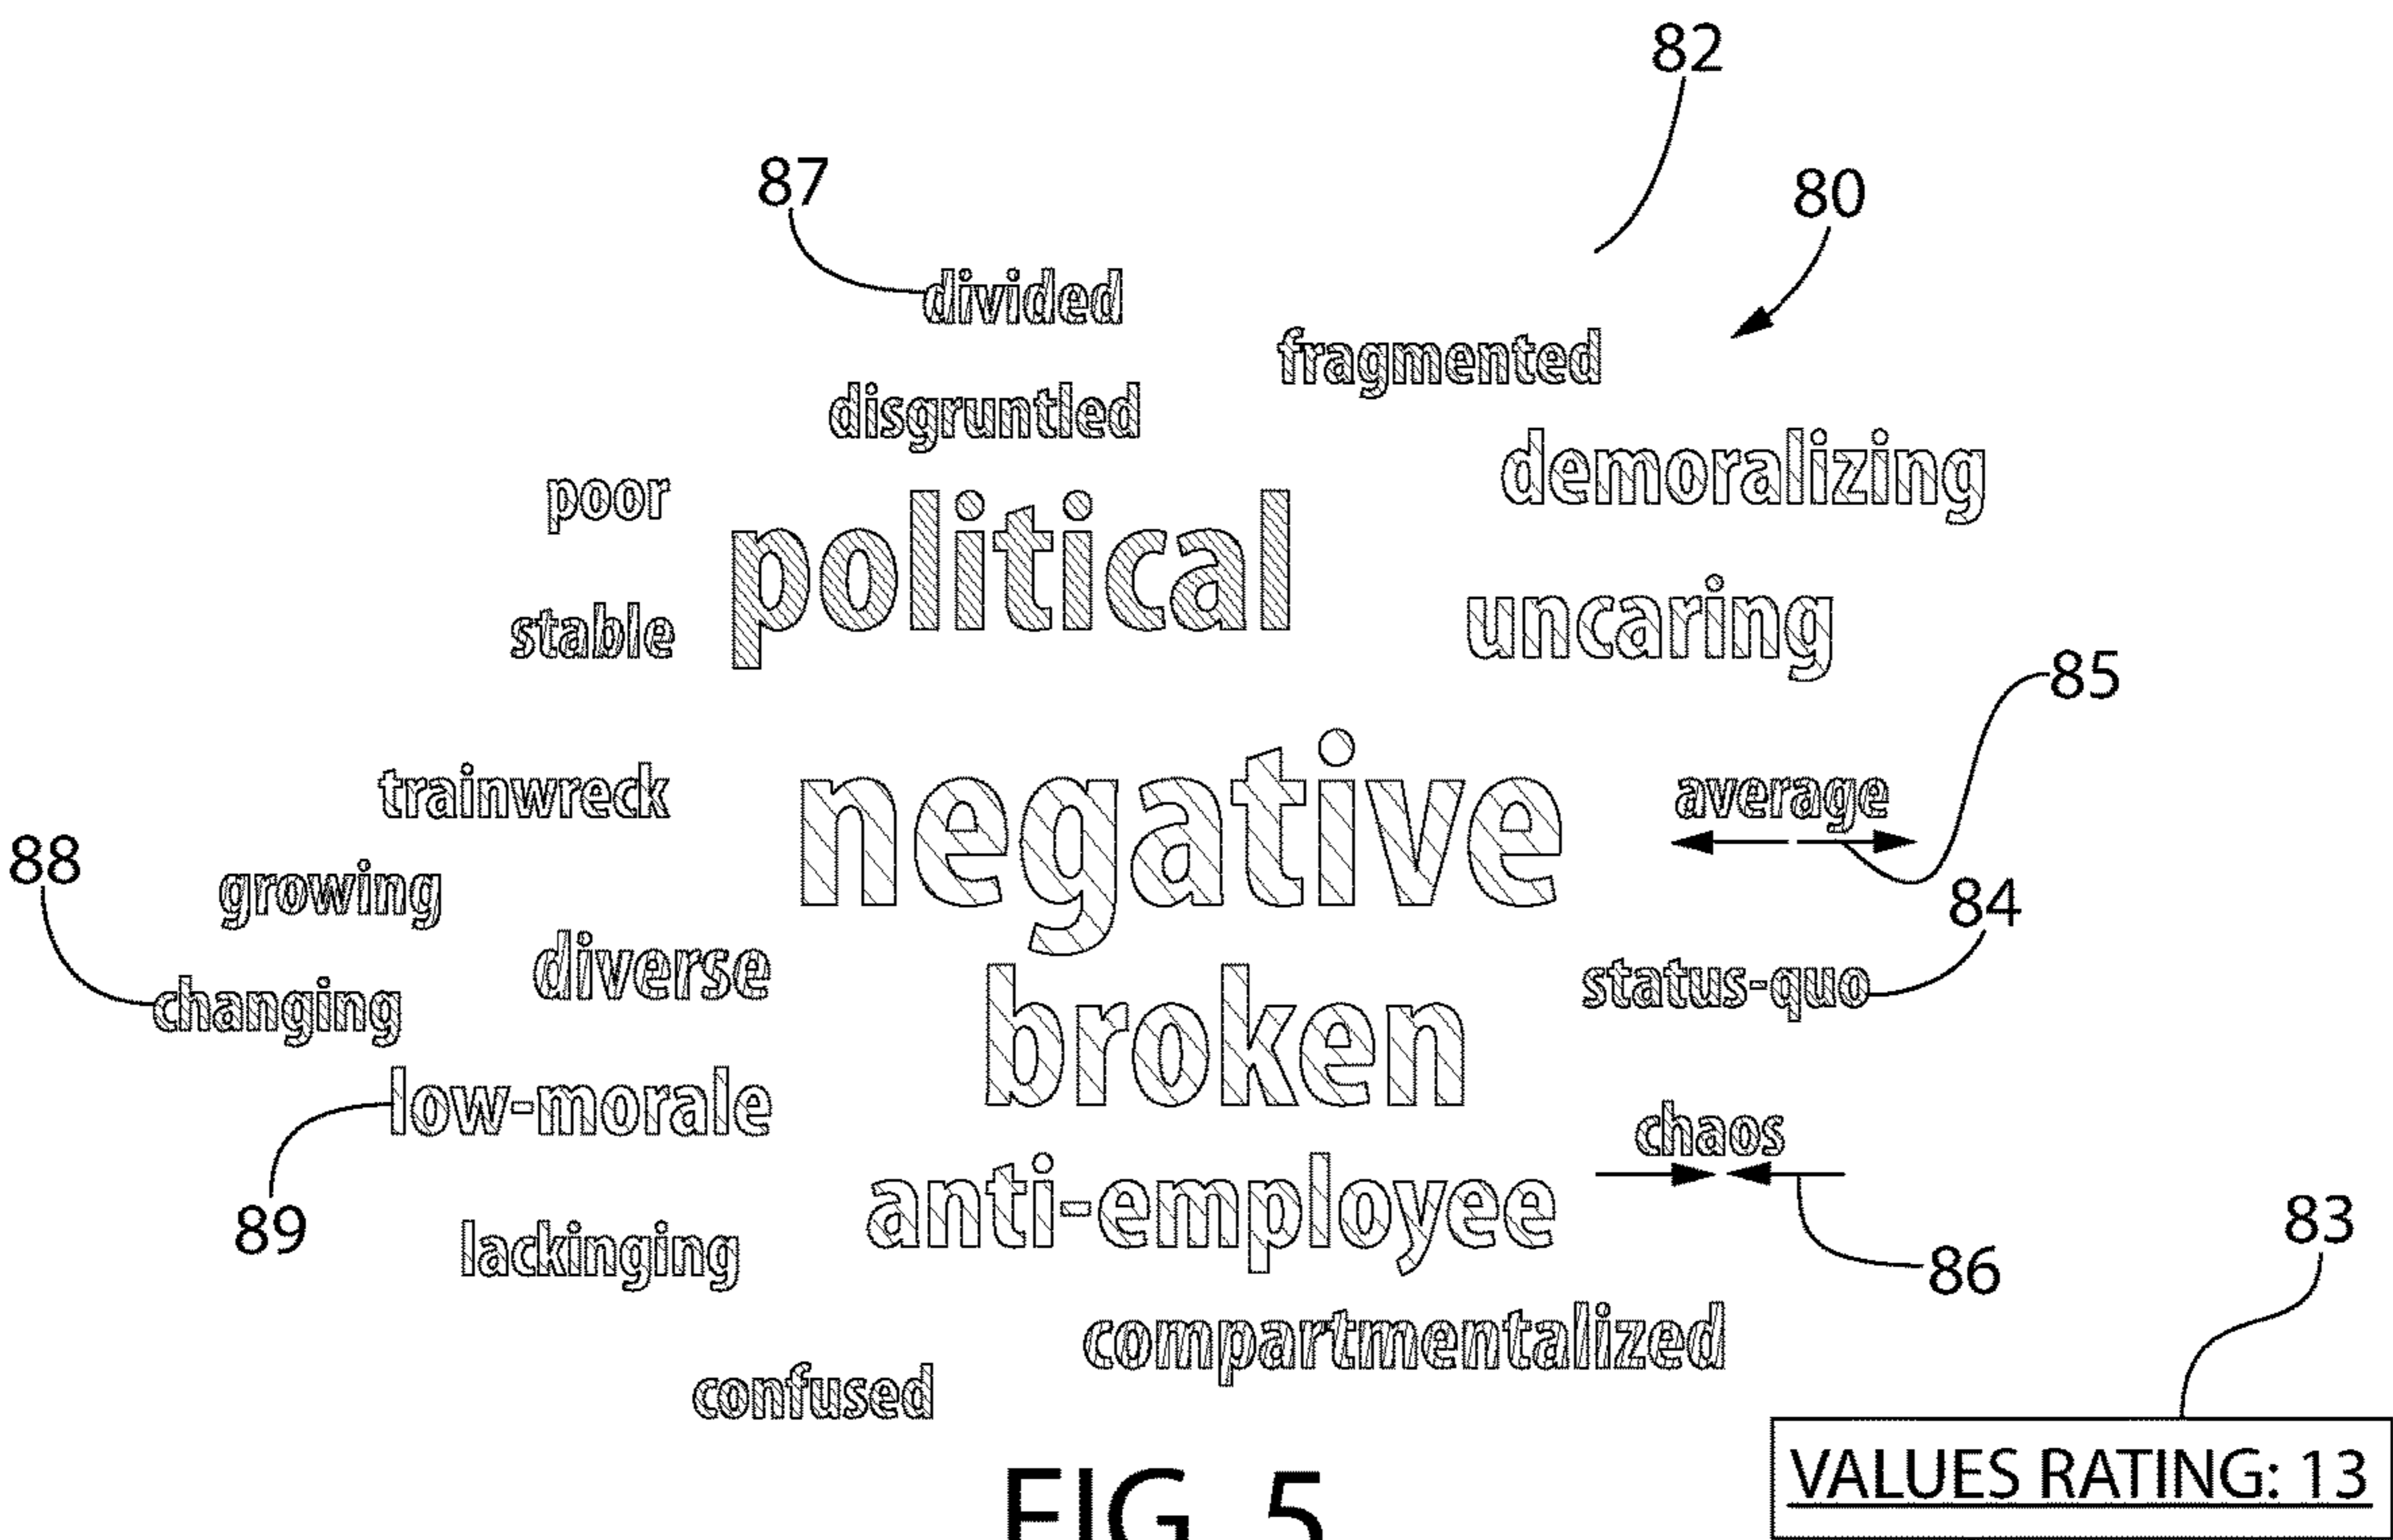 82
87
80
divided
fragmented
disgruntled
demoralizing
poor
political
stable
uncaring
85
negative
trainwreck
average
88
growing
84
diverse
status-quo
changing
broken
low-morale
chaos
anti-employee
89
lackinging
83
86
compartmentalized
confused
VALUES RATING: 13
FIG. 5